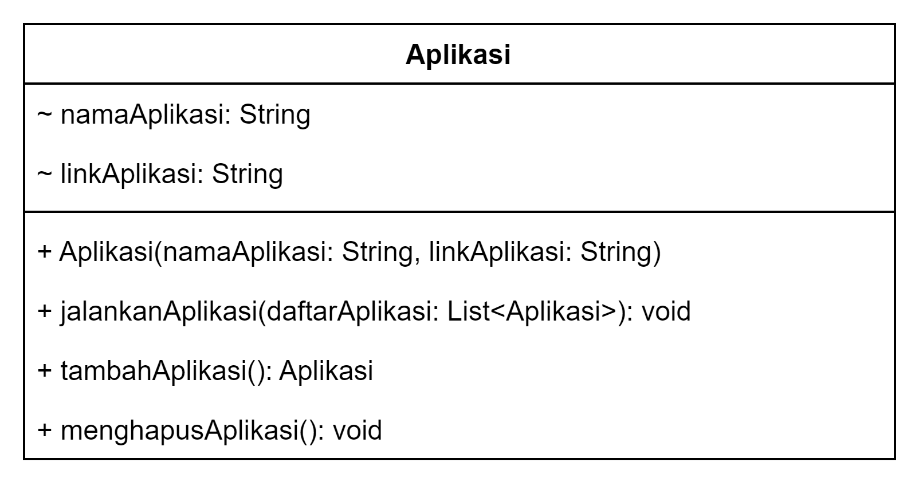 Aplikasi
~ namaAplikasi: String
~ linkAplikasi: String
+ Aplikasi(namaAplikasi: String, linkAplikasi: String)
+ jalankanAplikasi(daftarAplikasi: List<Aplikasi>): void
+ tambahAplikasi(): Aplikasi
+ menghapusAplikasi(): void